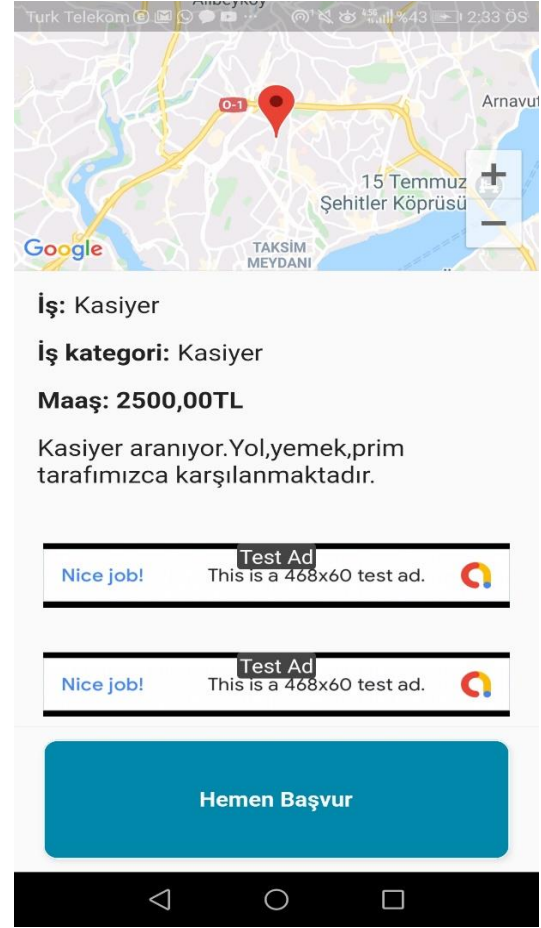 Turk Telekom
%43
2:33 ÖS
Alibeyköy
O-1
Arnavut
15 Temmuz
Şehitler Köprüsü
+
−
Google
TAKSİM
MEYDANI
İş: Kasiyer
İş kategori: Kasiyer
Maaş: 2500,00TL
Kasiyer aranıyor.Yol,yemek,prim
tarafımızca karşılanmaktadır.
Test Ad
Nice job! This is a 468x60 test ad.
Test Ad
Nice job! This is a 468x60 test ad.
Hemen Başvur